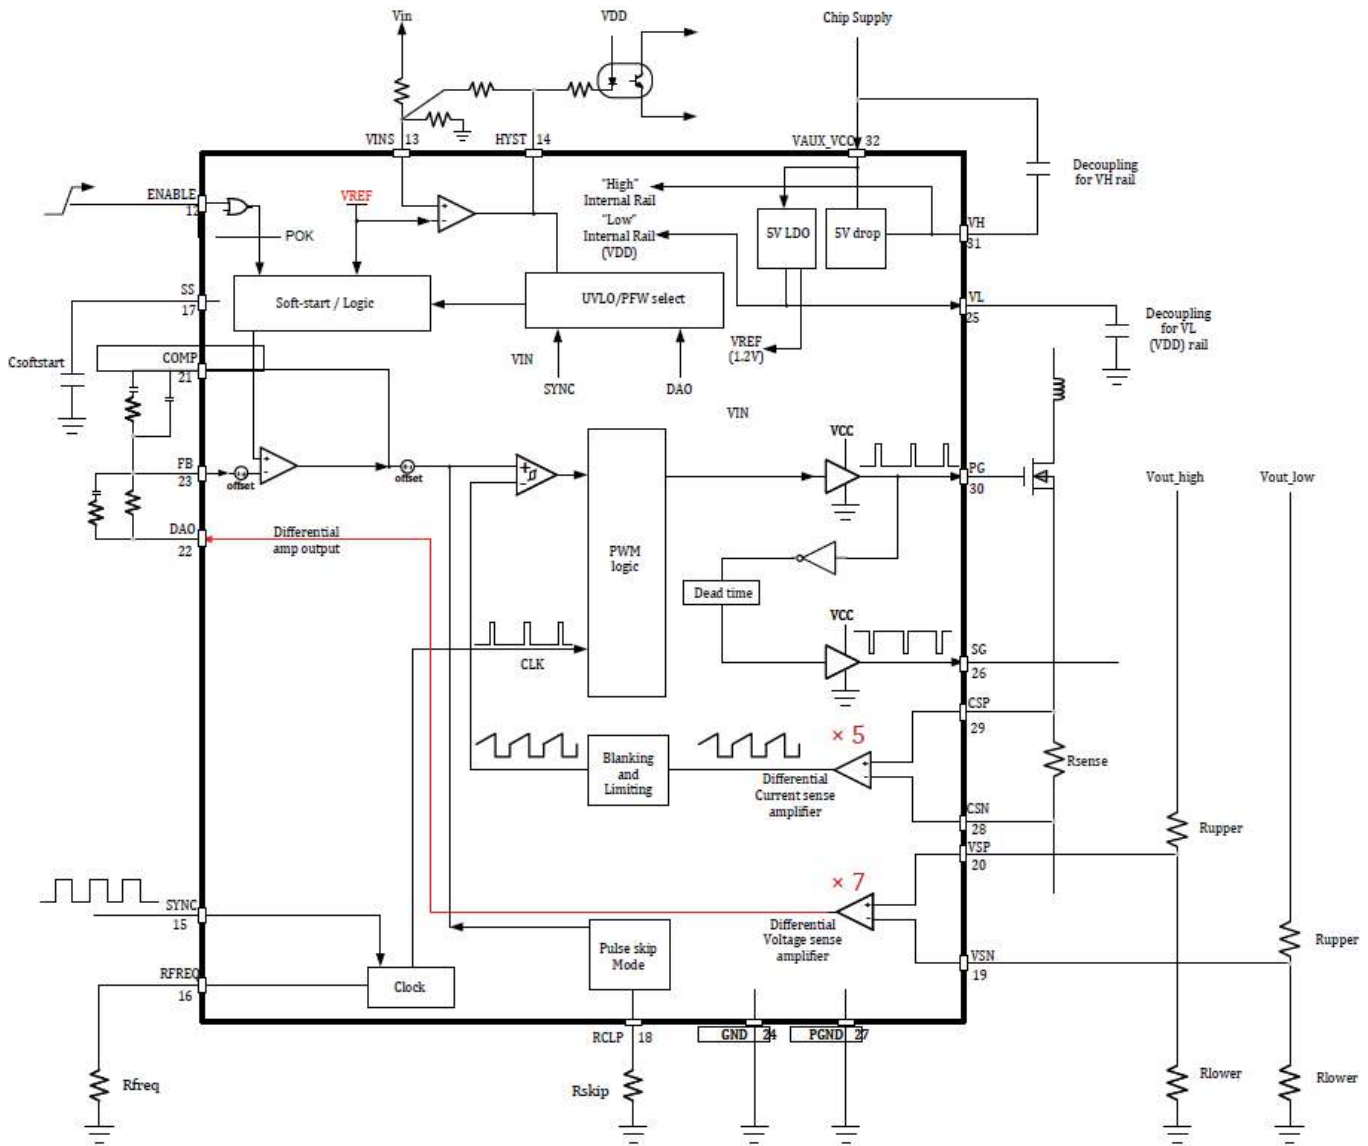 Vin
VDD
Chip Supply
VINS 13
HYST 14
VAUX_VCC 32
Decoupling
for VH rail
ENABLE
12
VREF
"High"
Internal Rail
"Low"
Internal Rail
(VDD)
5V LDO
5V drop
VH
31
POK
SS
17
Soft-start / Logic
UVLO/PFW select
VL
25
Decoupling
for VL
(VDD) rail
VREF
(1.2V)
VIN
SYNC
DAO
Csoftstart
COMP
21
VIN
VCC
PG
30
FB
23
offset
offset
Vout_high
Vout_low
DAO
22
Differential
amp output
PWM
logic
Dead time
VCC
CLK
SG
26
CSP
29
× 5
Blanking
and
Limiting
Differential
Current sense
amplifier
Rsense
CSN
28
Rupper
VSP
20
× 7
SYNC
15
Pulse skip
Mode
Differential
Voltage sense
amplifier
Rupper
VSN
19
RFREQ
16
Clock
RCLP 18
GND 24
PGND 27
Rfreq
Rskip
Rlower
Rlower